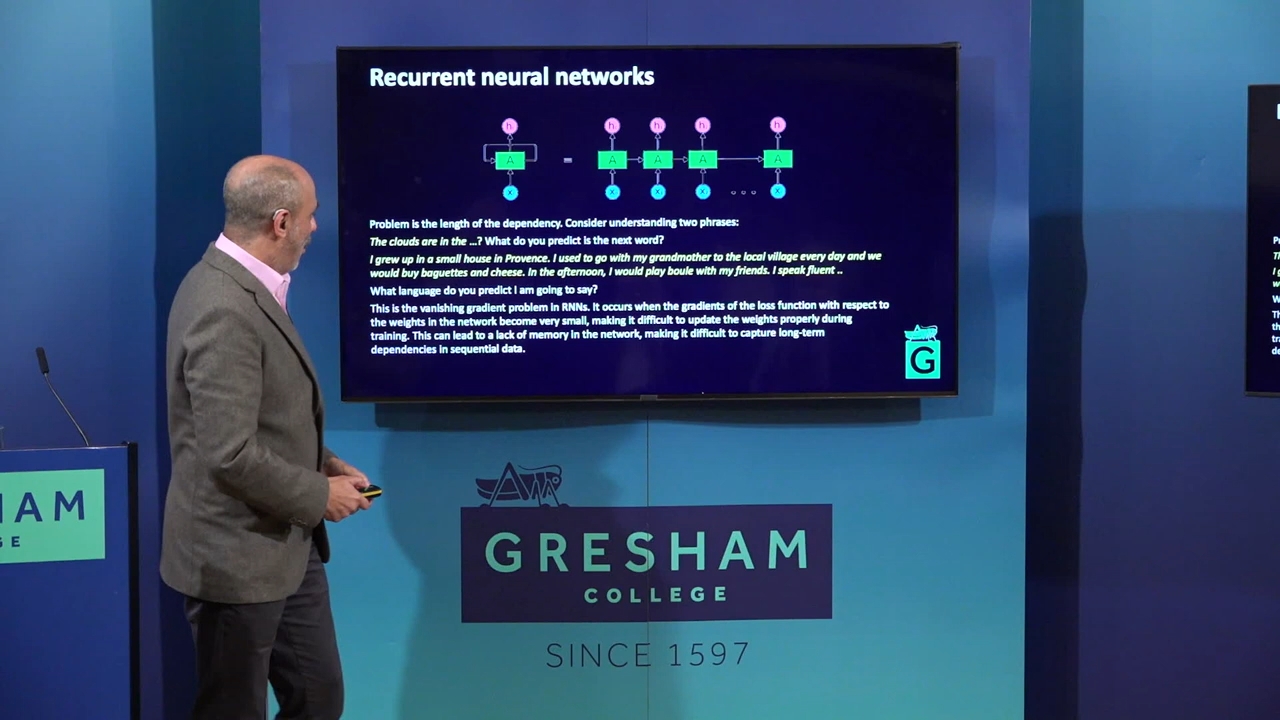 Recurrent neural networks
h h h h h
A = A A A A
x x x x ... x
Problem is the length of the dependency. Consider understanding two phrases:
The clouds are in the ...? What do you predict is the next word?
I grew up in a small house in Provence. I used to go with my grandmother to the local village every day and we
would buy baguettes and cheese. In the afternoon, I would play boule with my friends. I speak fluent ..
What language do you predict I am going to say?
This is the vanishing gradient problem in RNNs. It occurs when the gradients of the loss function with respect to
the weights in the network become very small, making it difficult to update the weights properly during
training. This can lead to a lack of memory in the network, making it difficult to capture long-term
dependencies in sequential data.
G
GRESHAM
COLLEGE
SINCE 1597
HAM
GE